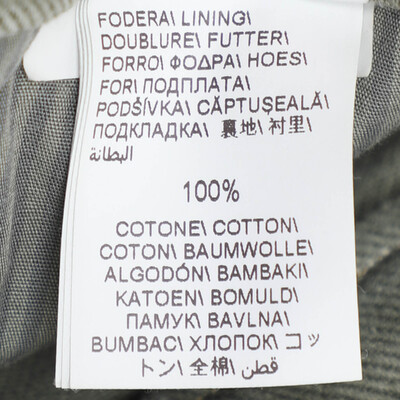 FODERA\ LINING\
DOUBLURE\ FUTTER\
FORRO\ ΦΟΔΡΑ\ HOES\
FOR\ ПОДПЛАТА\
PODŠÍVKA\ CĂPTUŞEALĂ\
ПОДКЛАДКА\ 裏地\ 衬里\
البطانة
100%
COTONE\ COTTON\
COTON\ BAUMWOLLE\
ALGODÓN\ BAMBAKI\
KATOEN\ BOMULD\
ПАМУК\ BAVLNA\
BUMBAC\ ХЛОПОК\ コッ
トン\ 全棉\ قطن